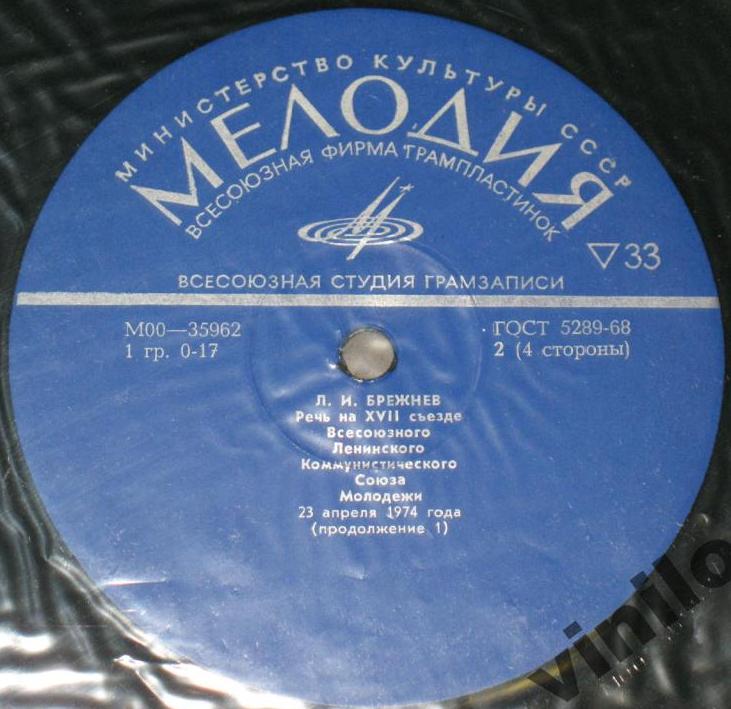 МИНИСТЕРСТВО КУЛЬТУРЫ СССР
МЕЛОДИЯ
ВСЕСОЮЗНАЯ ФИРМА ГРАМПЛАСТИНОК
▽33
ВСЕСОЮЗНАЯ СТУДИЯ ГРАМЗАПИСИ
М00—35962
ГОСТ 5289-68
1 гр. 0-17
2 (4 стороны)
Л. И. БРЕЖНЕВ
Речь на XVII съезде
Всесоюзного
Ленинского
Коммунистического
Союза
Молодежи
23 апреля 1974 года
(продолжение 1)
vinilo